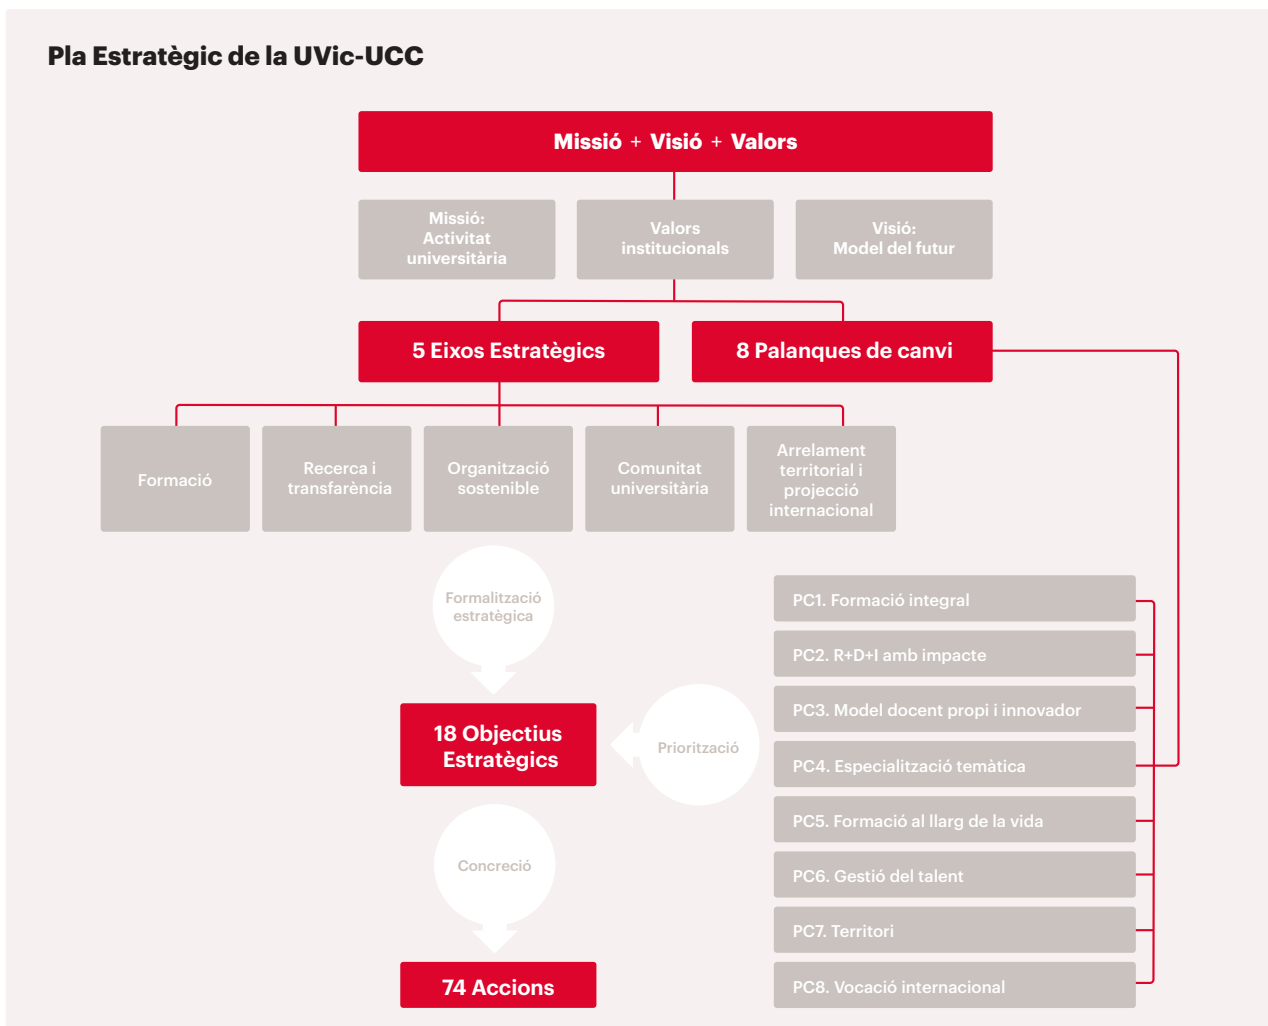 Pla Estratègic de la UVic-UCC
Missió + Visió + Valors
Missió:
Activitat
universitària
Valors
institucionals
Visió:
Model del futur
5 Eixos Estratègics
8 Palanques de canvi
Formació
Recerca i
transfarència
Organització
sostenible
Comunitat
universitària
Arrelament
territorial i
projecció
internacional
Formalització
estratègica
18 Objectius
Estratègics
Priorització
Concreció
74 Accions
PC1. Formació integral
PC2. R+D+I amb impacte
PC3. Model docent propi i innovador
PC4. Especialització temàtica
PC5. Formació al llarg de la vida
PC6. Gestió del talent
PC7. Territori
PC8. Vocació internacional